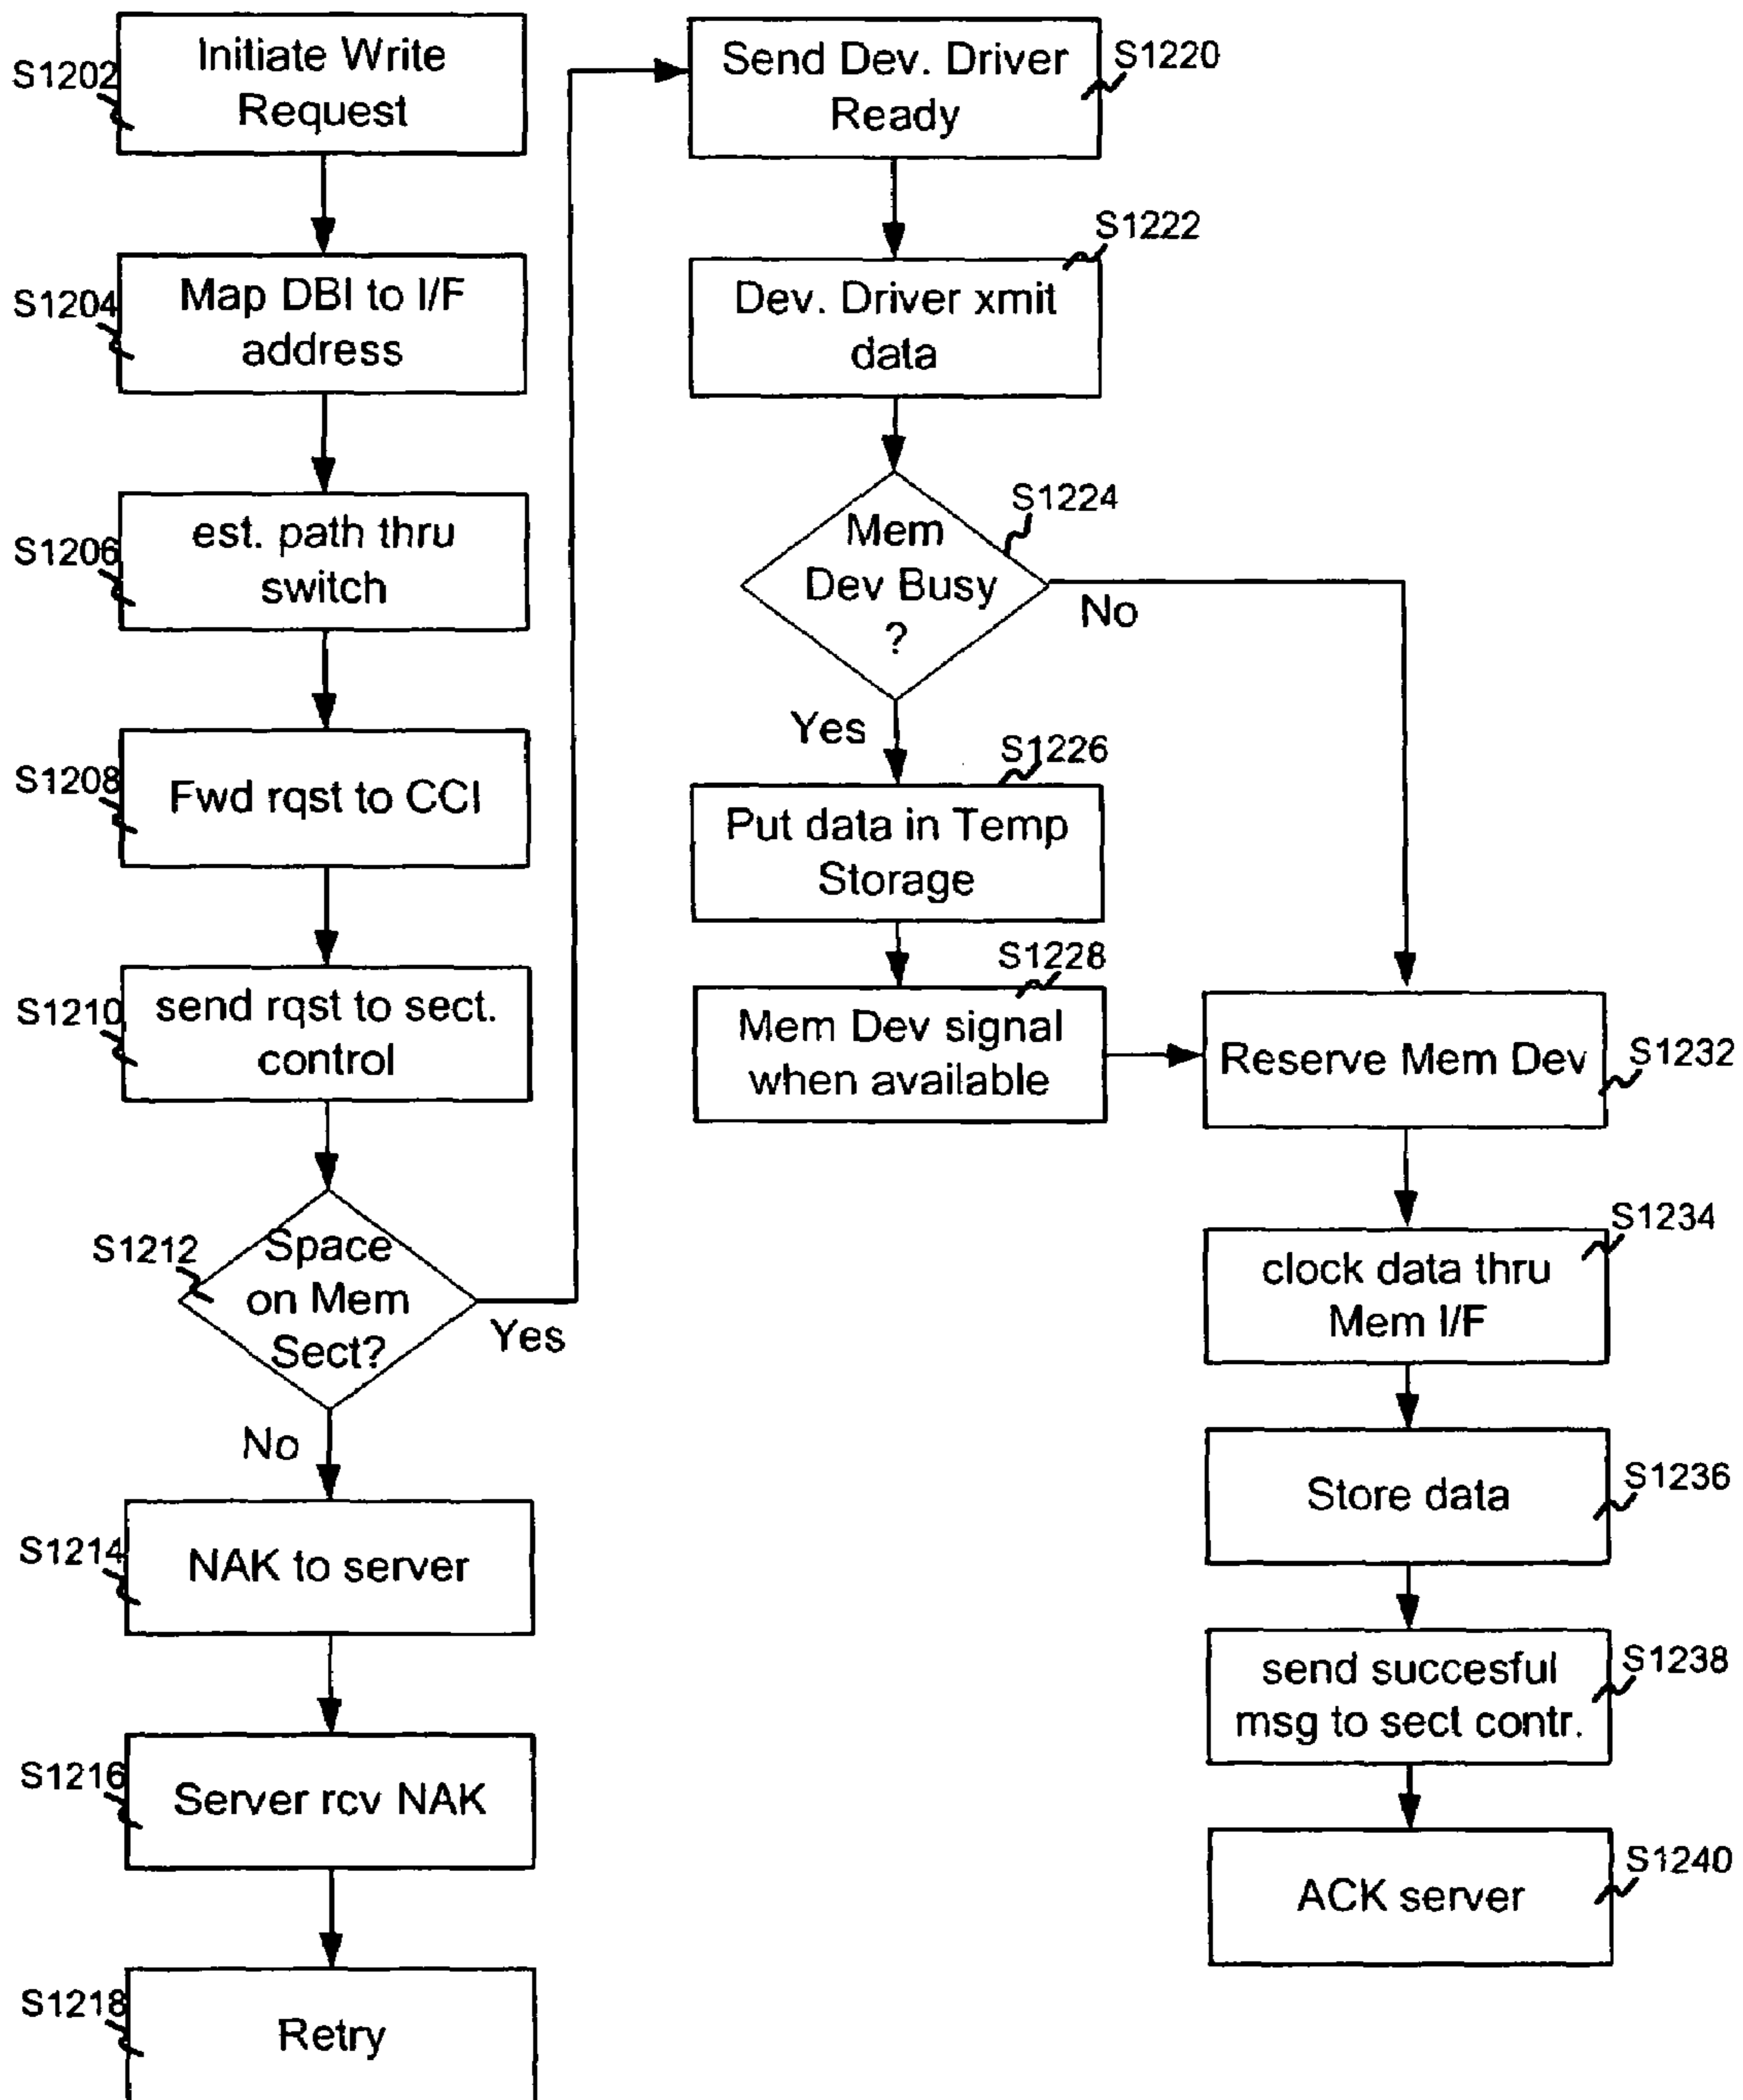 S1202
Initiate Write
Request
S1204
Map DBI to I/F
address
S1206
est. path thru
switch
S1208
Fwd rqst to CCI
S1210
send rqst to sect.
control
S1212
Space
on Mem
Sect?
Yes
No
S1214
NAK to server
S1216
Server rcv NAK
S1218
Retry
Send Dev. Driver
Ready
S1220
S1222
Dev. Driver xmit
data
S1224
Mem
Dev Busy
?
No
Yes
S1226
Put data in Temp
Storage
S1228
Mem Dev signal
when available
Reserve Mem Dev
S1232
S1234
clock data thru
Mem I/F
Store data
S1236
send succesful
msg to sect contr.
S1238
ACK server
S1240